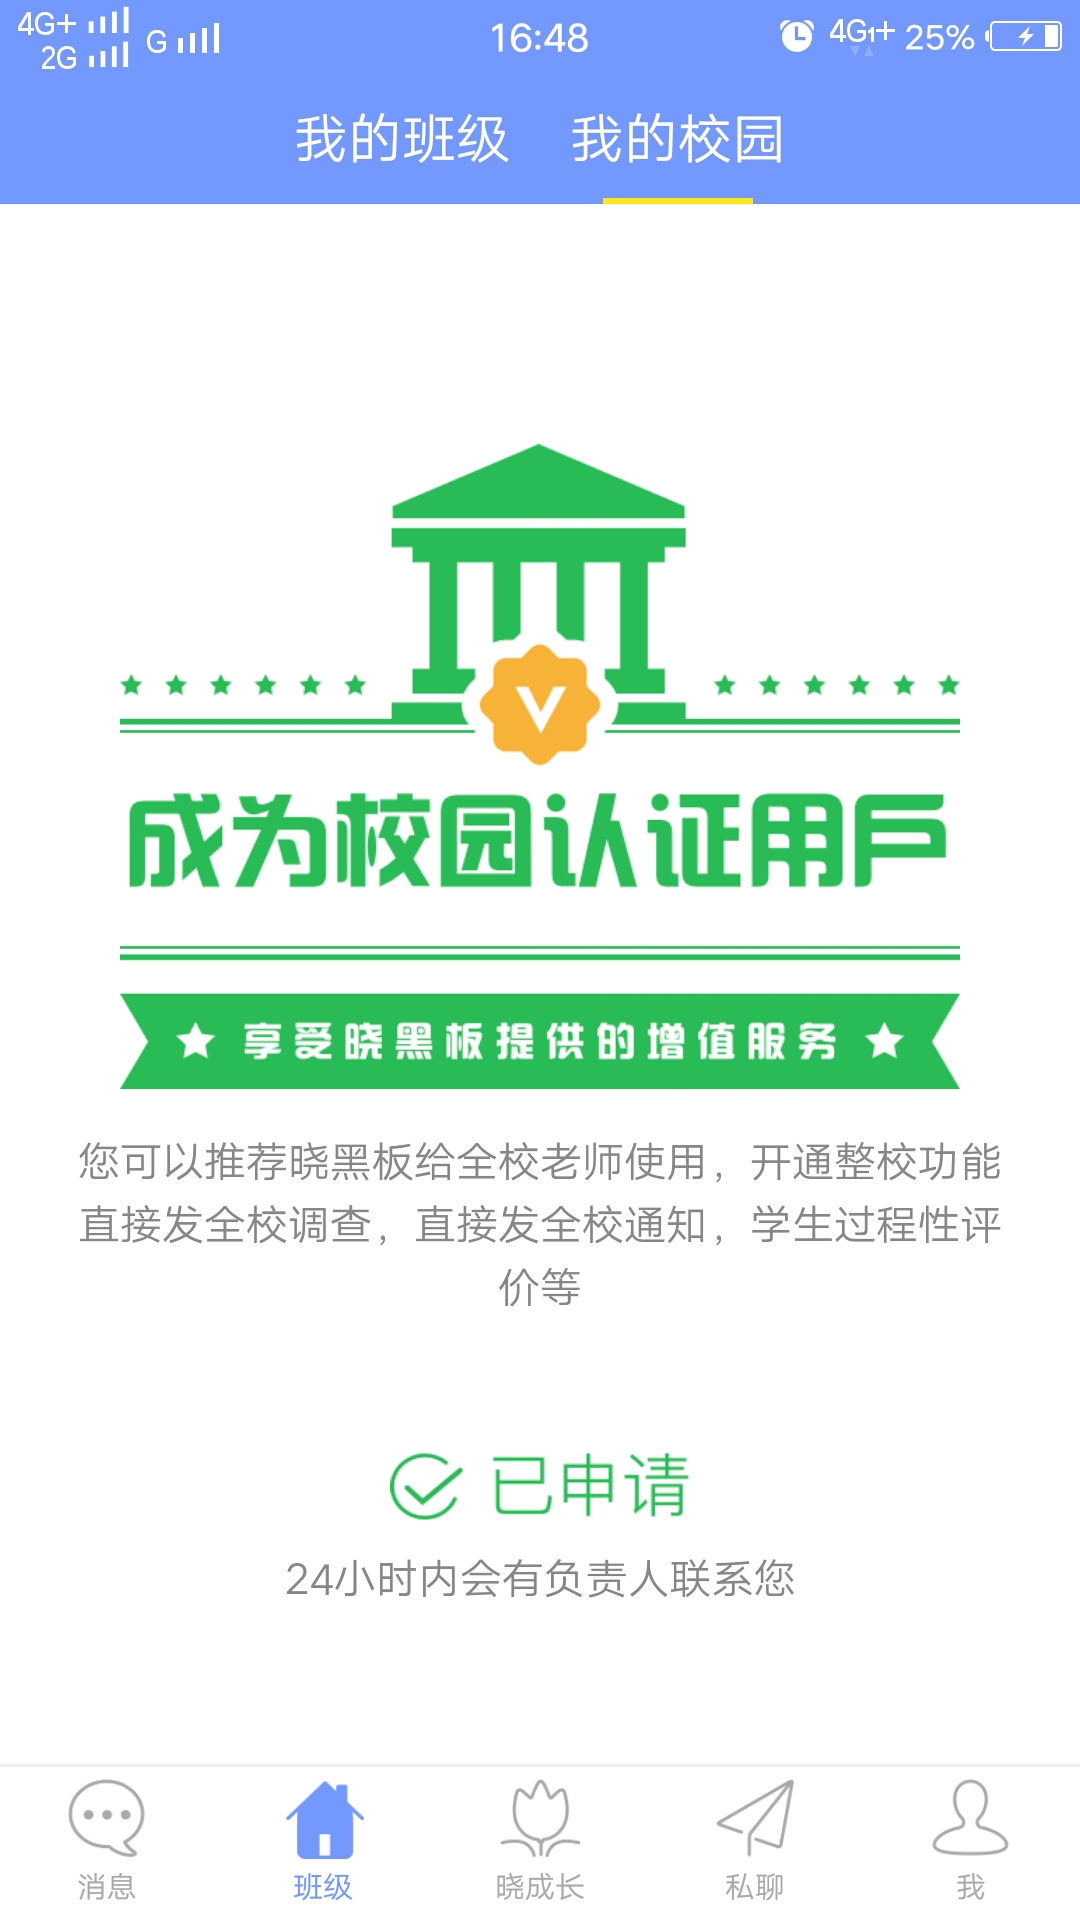 4G+
2G
G
16:48
4G1+ 25%
我的班级 我的校园
V
成为校园认证用户
享受晓黑板提供的增值服务
您可以推荐晓黑板给全校老师使用，开通整校功能
直接发全校调查，直接发全校通知，学生过程性评
价等
已申请
24小时内会有负责人联系您
消息 班级 晓成长 私聊 我